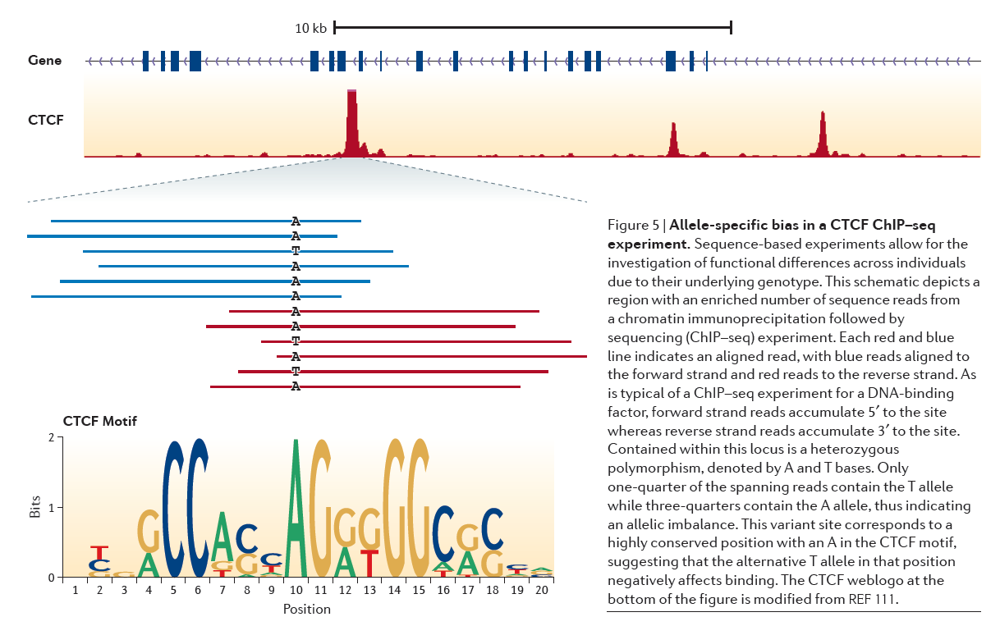 10 kb
Gene
CTCF
A
A
T
A
A
A
A
A
T
A
T
A
Figure 5 | Allele-specific bias in a CTCF ChIP–seq
experiment. Sequence-based experiments allow for the
investigation of functional differences across individuals
due to their underlying genotype. This schematic depicts a
region with an enriched number of sequence reads from
a chromatin immunoprecipitation followed by
sequencing (ChIP–seq) experiment. Each red and blue
line indicates an aligned read, with blue reads aligned to
the forward strand and red reads to the reverse strand. As
is typical of a ChIP–seq experiment for a DNA-binding
factor, forward strand reads accumulate 5′ to the site
whereas reverse strand reads accumulate 3′ to the site.
Contained within this locus is a heterozygous
polymorphism, denoted by A and T bases. Only
one-quarter of the spanning reads contain the T allele
while three-quarters contain the A allele, thus indicating
an allelic imbalance. This variant site corresponds to a
highly conserved position with an A in the CTCF motif,
suggesting that the alternative T allele in that position
negatively affects binding. The CTCF weblogo at the
bottom of the figure is modified from REF 111.
CTCF Motif
2
1
0
Bits
T C G G A C C A G T C G C T A G G A G T G G C A G A C G C
1 2 3 4 5 6 7 8 9 10 11 12 13 14 15 16 17 18 19 20
Position